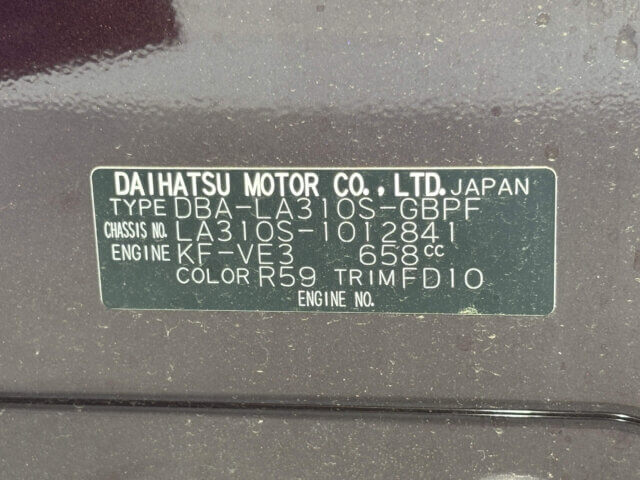 DAIHATSU MOTOR CO., LTD. JAPAN
TYPE DBA-LA310S-GBPF
CHASSIS NO. LA310S-1012841
ENGINE KF-VE3 658cc
COLOR R59 TRIM FD10
ENGINE NO.